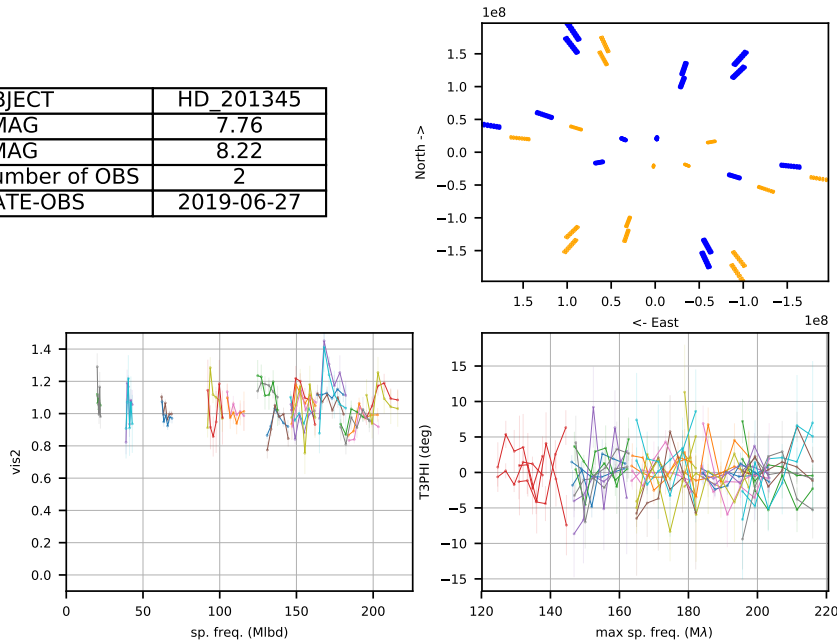 BJECT HD_201345
MAG 7.76
MAG 8.22
umber of OBS 2
ATE-OBS 2019-06-27
1e8
1.5
1.0
0.5
0.0
−0.5
−1.0
−1.5
North ->
1.5 1.0 0.5 0.0 −0.5 −1.0 −1.5
<- East
1e8
1.4
1.2
1.0
0.8
0.6
0.4
0.2
0.0
vis2
0 50 100 150 200
sp. freq. (Mlbd)
15
10
5
0
−5
−10
−15
T3PHI (deg)
120 140 160 180 200 220
max sp. freq. (Mλ)